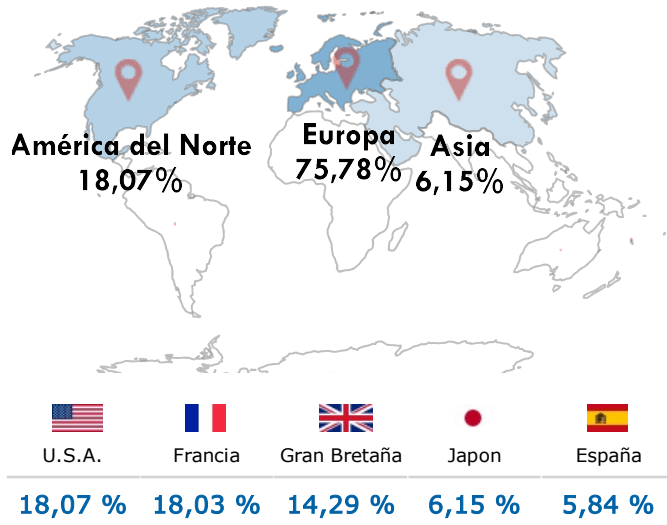 América del Norte
18,07%
Europa
75,78%
Asia
6,15%
U.S.A.
Francia
Gran Bretaña
Japon
España
18,07 %
18,03 %
14,29 %
6,15 %
5,84 %